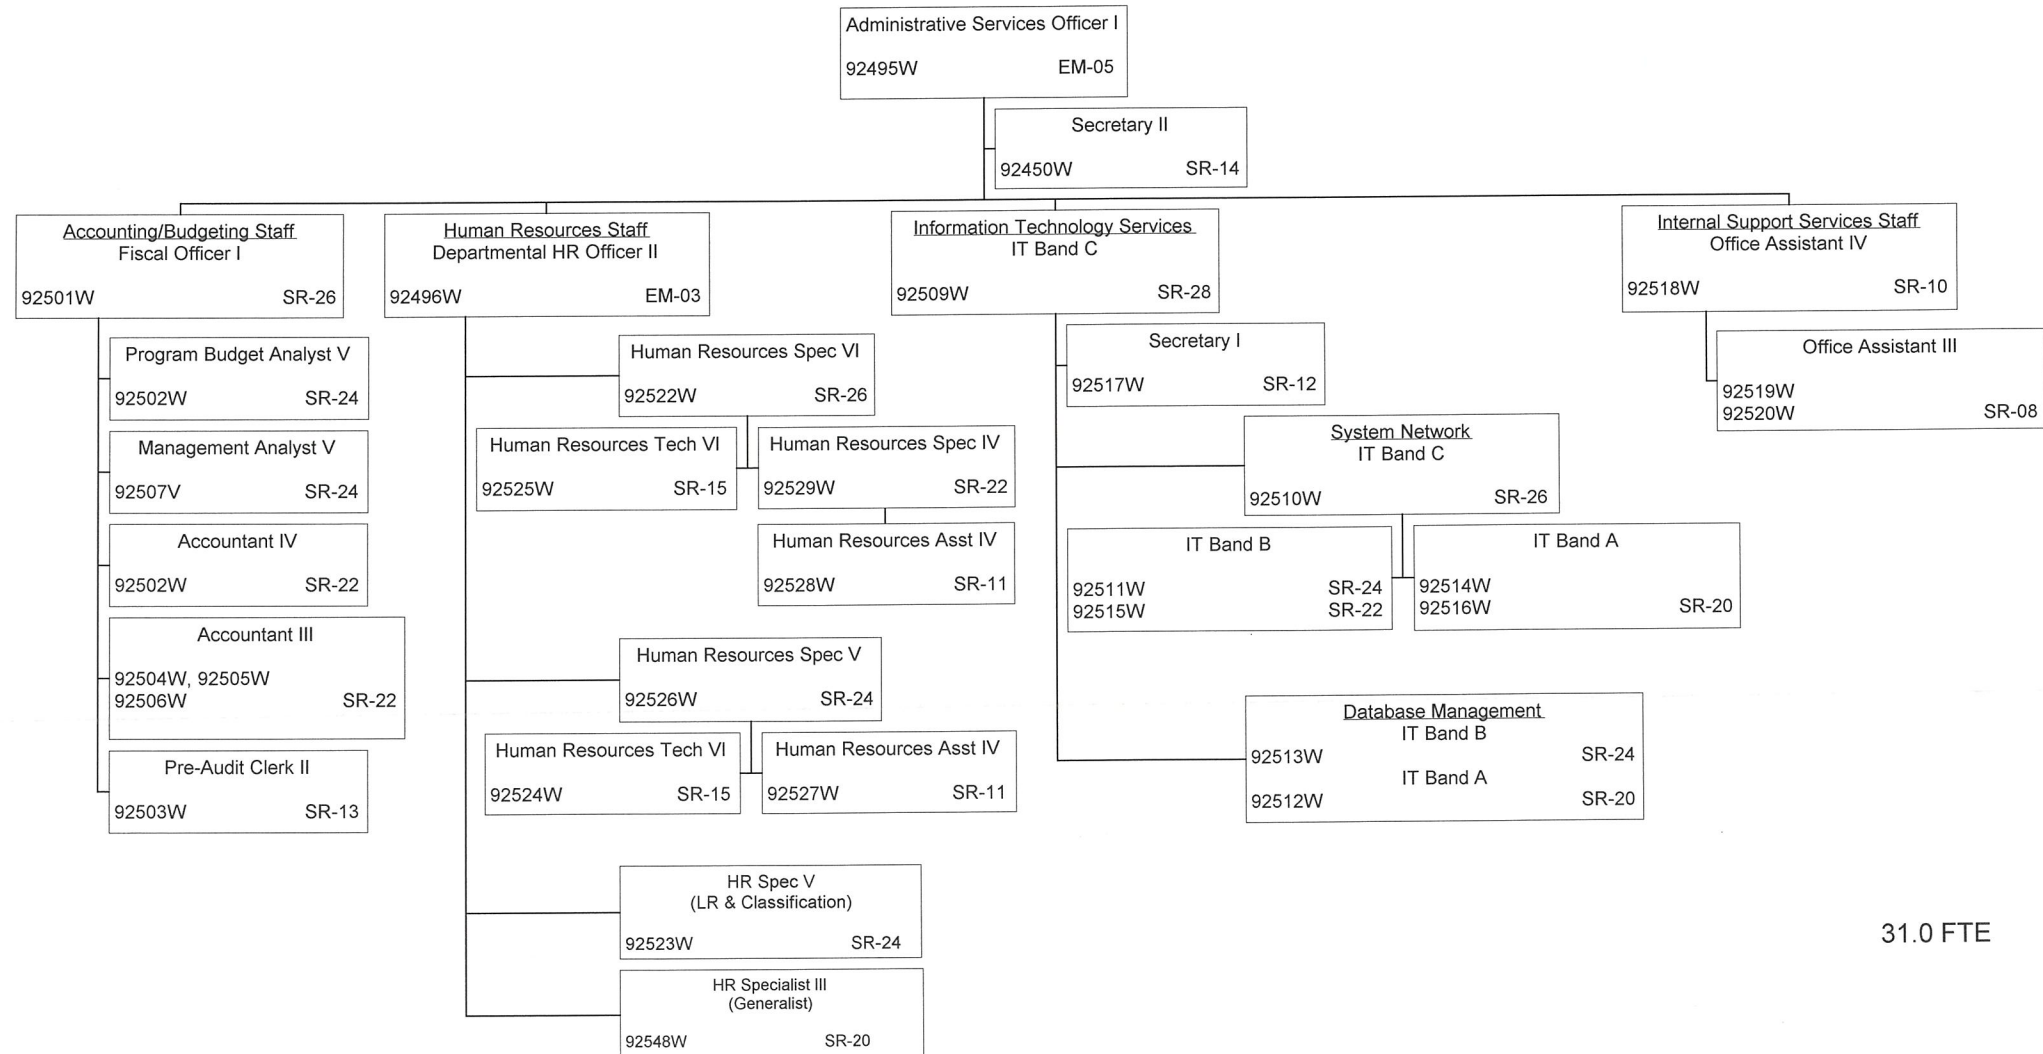 Administrative Services Officer I
92495W EM-05
Secretary II
92450W SR-14
Accounting/Budgeting Staff
Fiscal Officer I
92501W SR-26
Program Budget Analyst V
92502W SR-24
Management Analyst V
92507V SR-24
Accountant IV
92502W SR-22
Accountant III
92504W, 92505W
92506W SR-22
Pre-Audit Clerk II
92503W SR-13
Human Resources Staff
Departmental HR Officer II
92496W EM-03
Human Resources Spec VI
92522W SR-26
Human Resources Tech VI
92525W SR-15
Human Resources Spec IV
92529W SR-22
Human Resources Asst IV
92528W SR-11
Human Resources Spec V
92526W SR-24
Human Resources Tech VI
92524W SR-15
Human Resources Asst IV
92527W SR-11
HR Spec V
(LR & Classification)
92523W SR-24
HR Specialist III
(Generalist)
92548W SR-20
Information Technology Services
IT Band C
92509W SR-28
Secretary I
92517W SR-12
System Network
IT Band C
92510W SR-26
IT Band B
92511W SR-24
92515W SR-22
IT Band A
92514W
92516W SR-20
Database Management
IT Band B
92513W SR-24
IT Band A
92512W SR-20
Internal Support Services Staff
Office Assistant IV
92518W SR-10
Office Assistant III
92519W
92520W SR-08
31.0 FTE